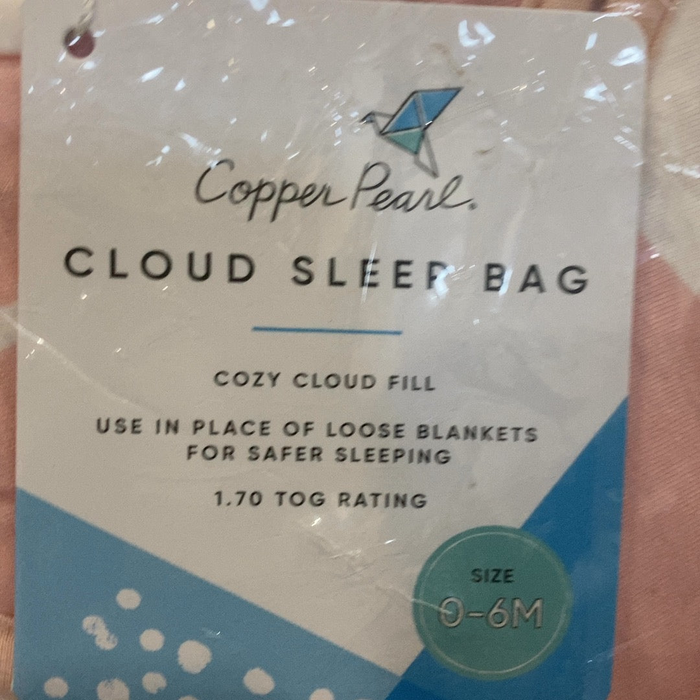 Copper Pearl.
CLOUD SLEEP BAG
COZY CLOUD FILL
USE IN PLACE OF LOOSE BLANKETS
FOR SAFER SLEEPING
1.70 TOG RATING
SIZE
0-6M